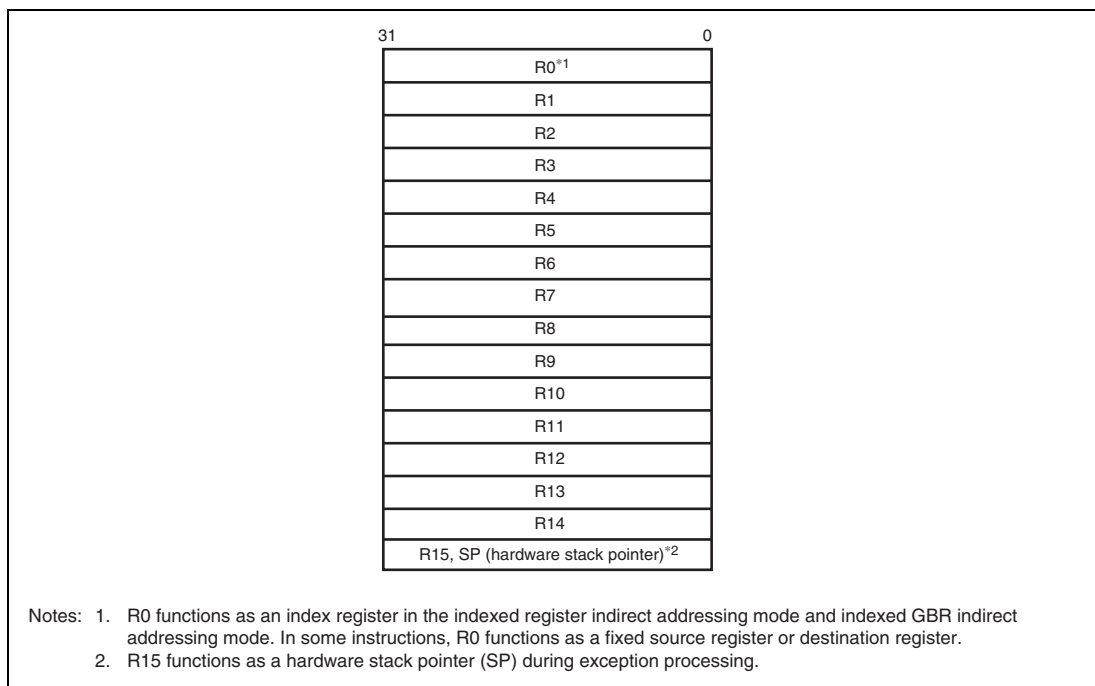 31 0
R0*1
R1
R2
R3
R4
R5
R6
R7
R8
R9
R10
R11
R12
R13
R14
R15, SP (hardware stack pointer)*2
Notes: 1. R0 functions as an index register in the indexed register indirect addressing mode and indexed GBR indirect
addressing mode. In some instructions, R0 functions as a fixed source register or destination register.
2. R15 functions as a hardware stack pointer (SP) during exception processing.